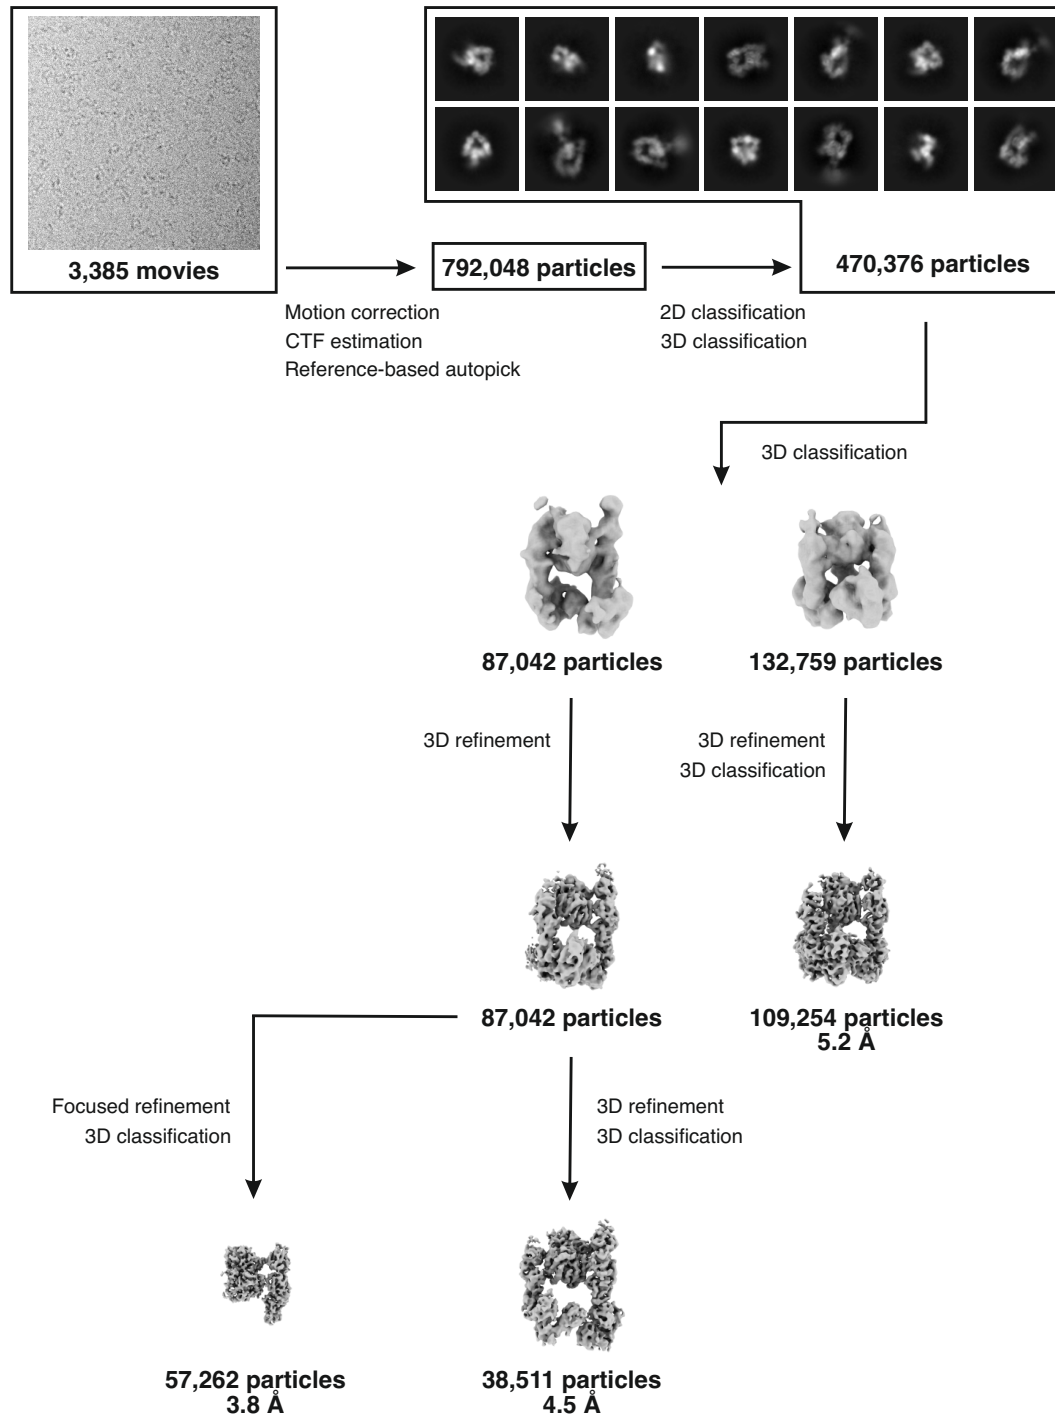 3,385 movies
792,048 particles
470,376 particles
Motion correction
CTF estimation
Reference-based autopick
2D classification
3D classification
3D classification
87,042 particles
132,759 particles
3D refinement
3D refinement
3D classification
87,042 particles
109,254 particles
5.2 Å
Focused refinement
3D classification
3D refinement
3D classification
57,262 particles
3.8 Å
38,511 particles
4.5 Å